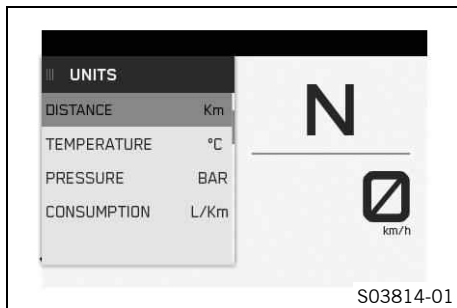 UNITS
DISTANCE Km
TEMPERATURE °C
PRESSURE BAR
CONSUMPTION L/Km
N
0
km/h
S03814-01